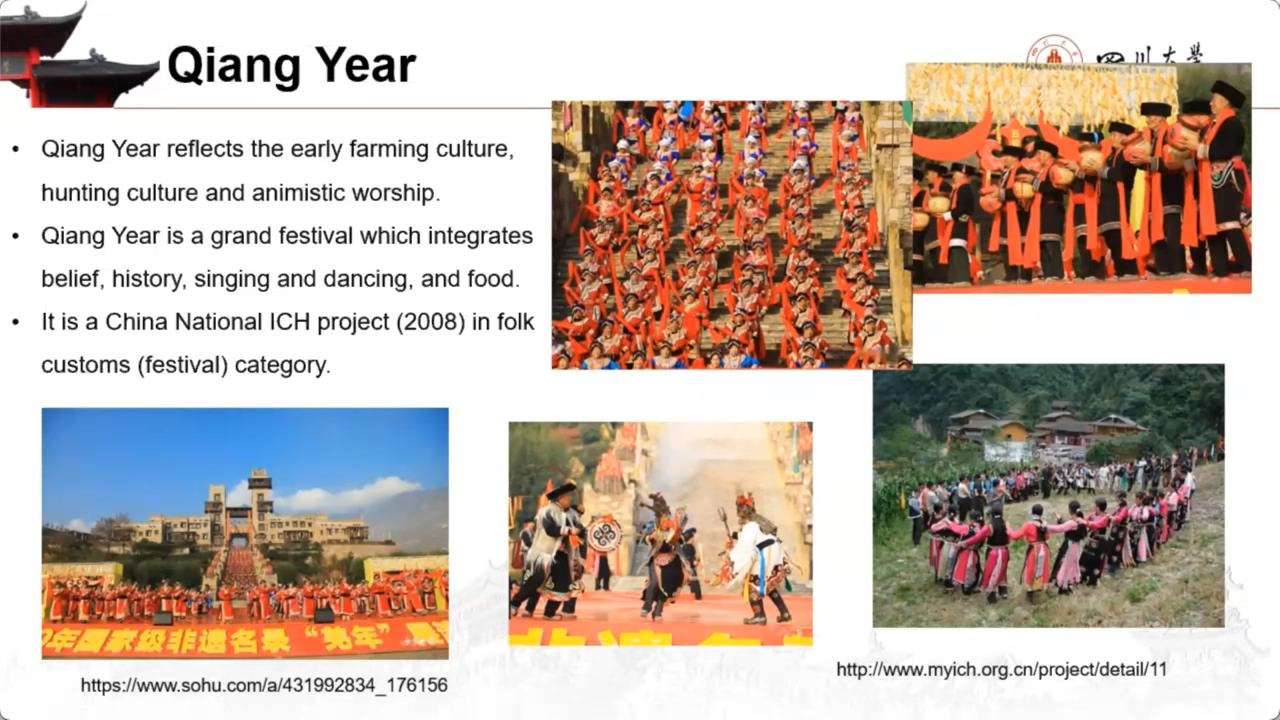 Qiang Year
四川大學
• Qiang Year reflects the early farming culture,
hunting culture and animistic worship.
• Qiang Year is a grand festival which integrates
belief, history, singing and dancing, and food.
• It is a China National ICH project (2008) in folk
customs (festival) category.
0年国家级非遗名录“羌年”
https://www.sohu.com/a/431992834_176156
http://www.myich.org.cn/project/detail/11